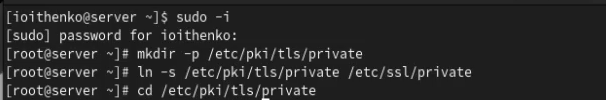 [ioithenko@server ~]$ sudo -i
[sudo] password for ioithenko:
[root@server ~]# mkdir -p /etc/pki/tls/private
[root@server ~]# ln -s /etc/pki/tls/private /etc/ssl/private
[root@server ~]# cd /etc/pki/tls/private